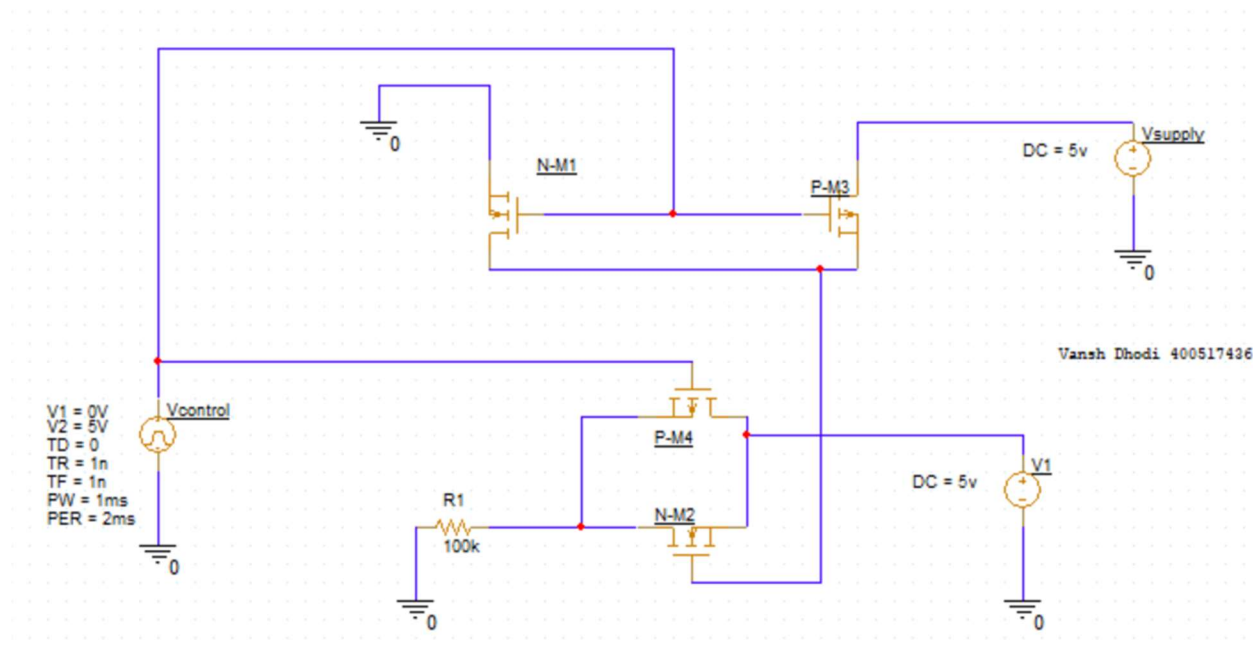 0
N-M1
P-M3
DC = 5v
Vsupply
0
Vansh Dhodi 400517436
V1 = 0V
V2 = 5V
TD = 0
TR = 1n
TF = 1n
PW = 1ms
PER = 2ms
Vcontrol
0
P-M4
R1
100k
0
N-M2
DC = 5v
V1
0